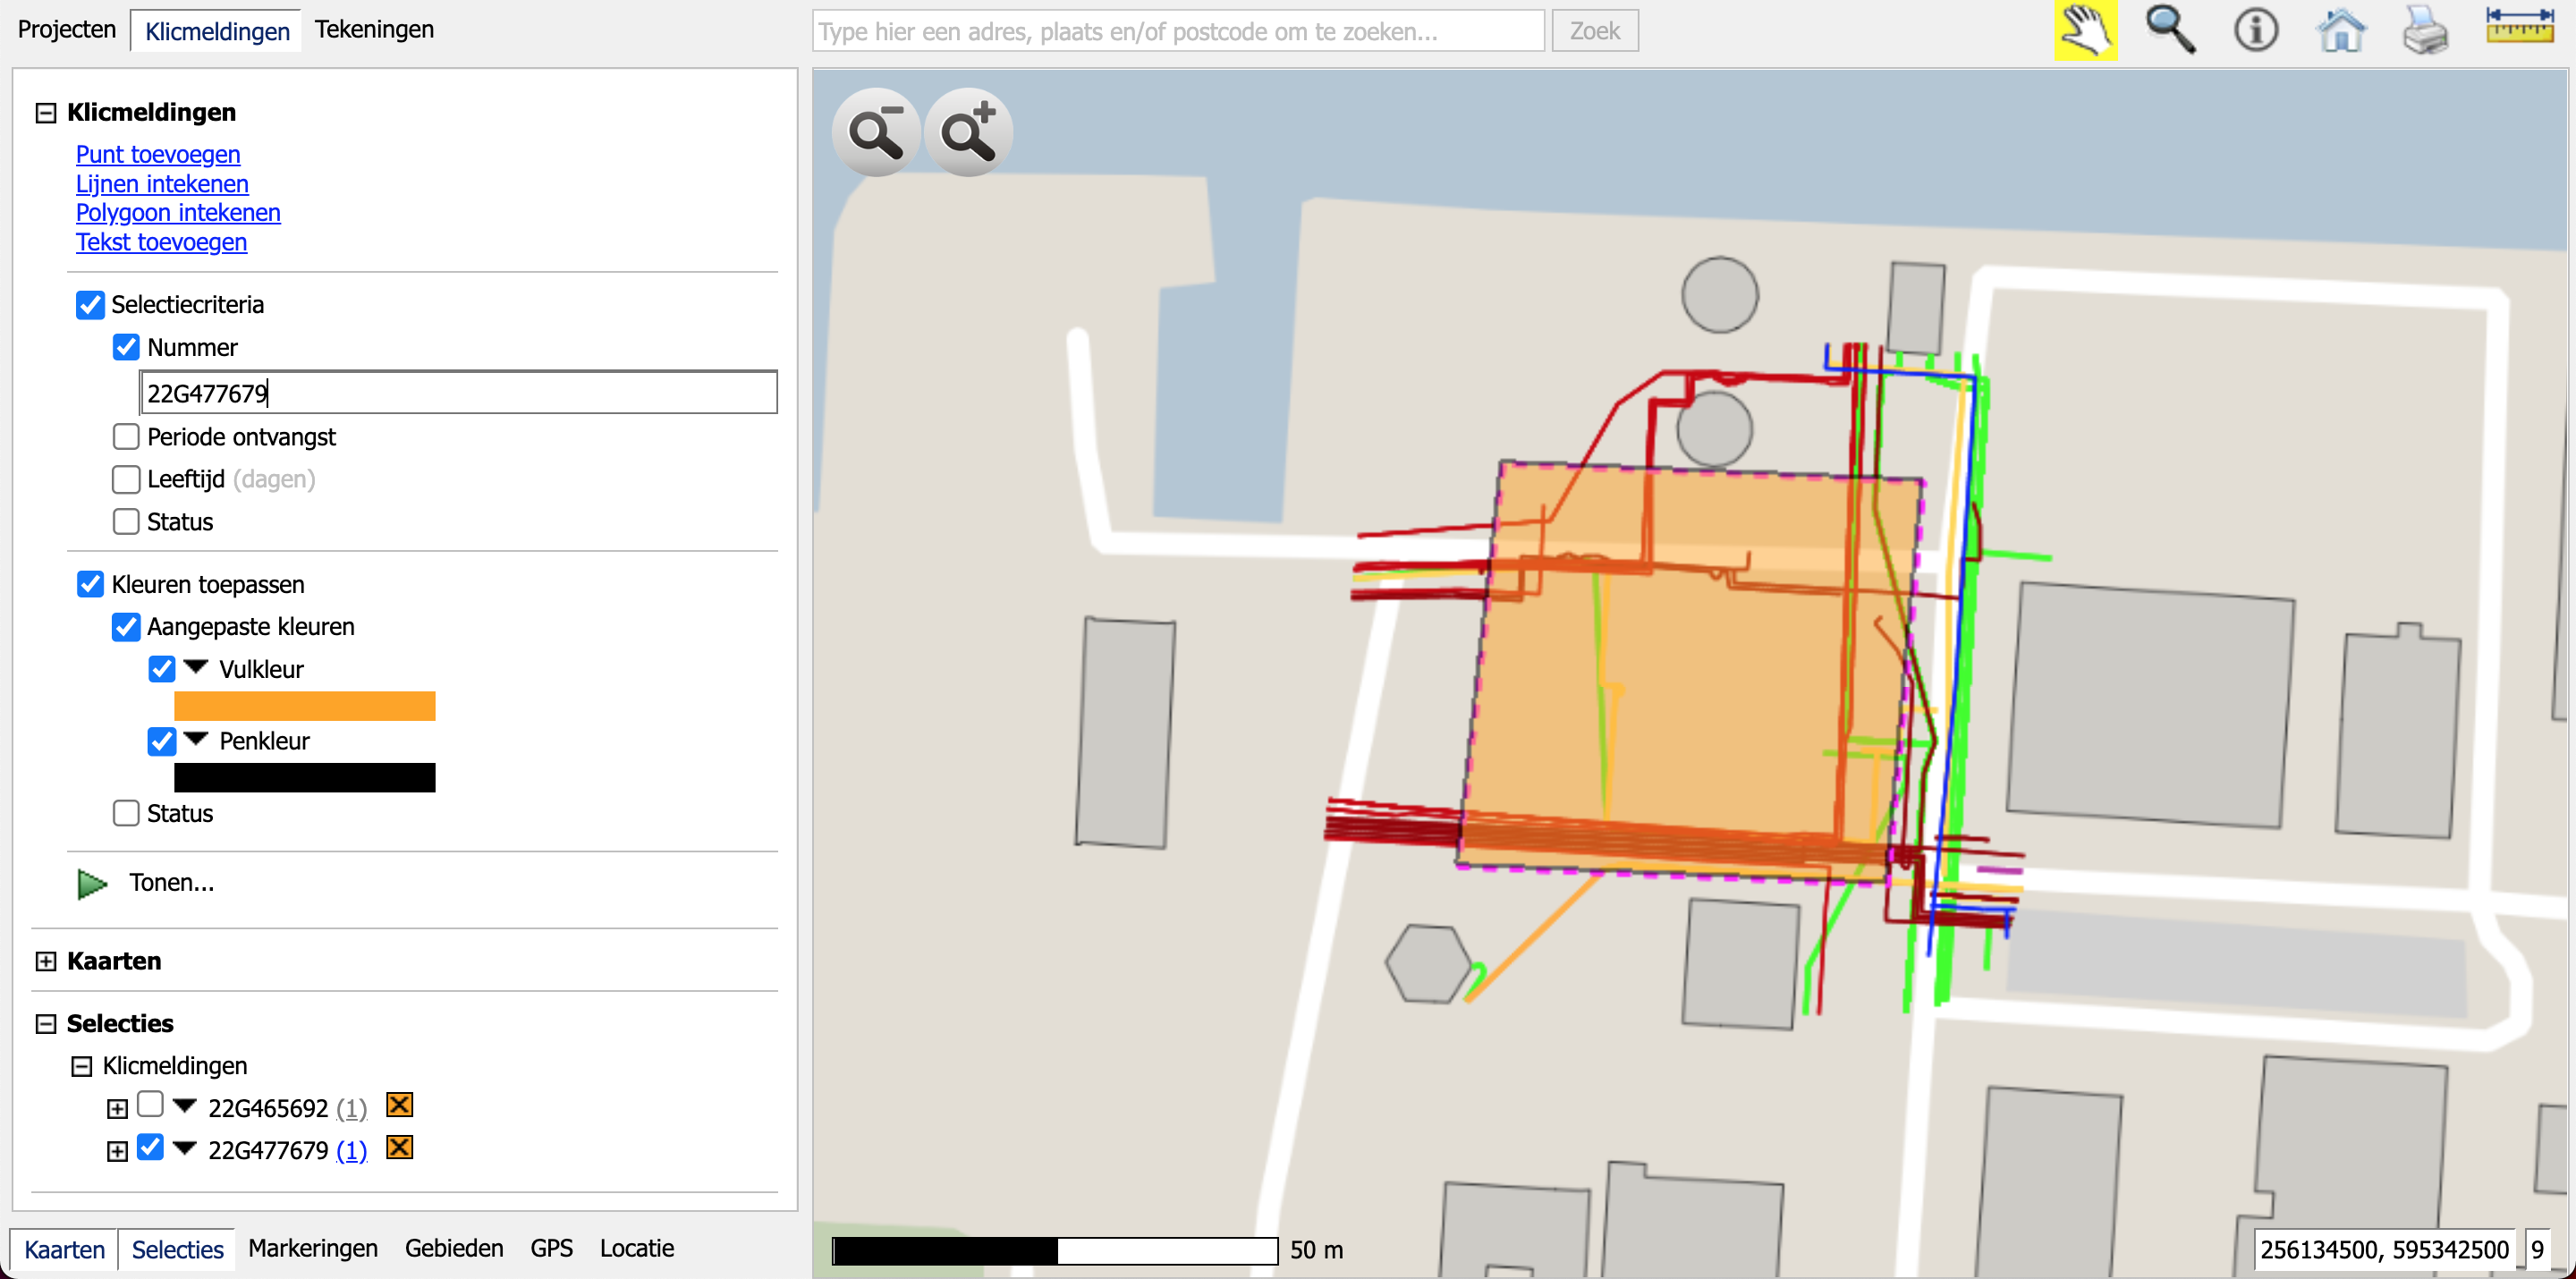 Projecten Klicmeldingen Tekeningen
Type hier een adres, plaats en/of postcode om te zoeken... Zoek
Klicmeldingen
Punt toevoegen
Lijnen intekenen
Polygoon intekenen
Tekst toevoegen
Selectiecriteria
Nummer
22G477679
Periode ontvangst
Leeftijd (dagen)
Status
Kleuren toepassen
Aangepaste kleuren
Vulkleur
Penkleur
Status
Tonen...
Kaarten
Selecties
Klicmeldingen
22G465692 (1)
22G477679 (1)
Kaarten Selecties Markeringen Gebieden GPS Locatie
50 m
256134500, 595342500 9